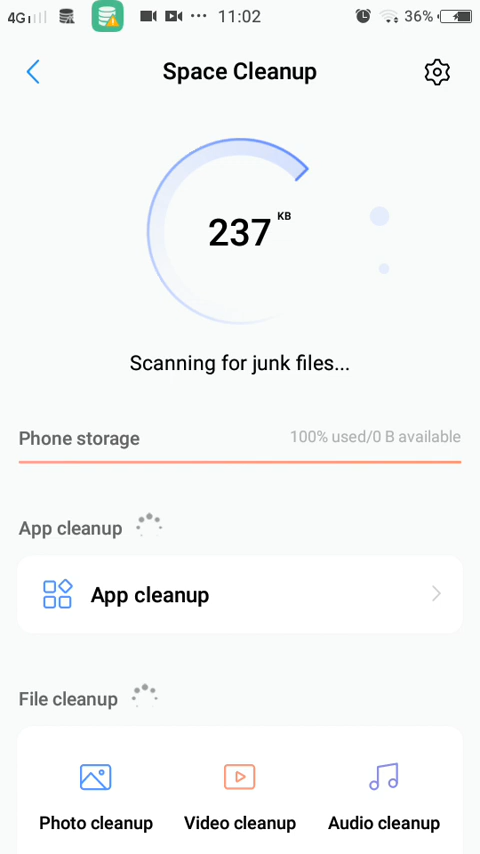 4G 11:02 36%
Space Cleanup
237 KB
Scanning for junk files...
Phone storage 100% used/0 B available
App cleanup
App cleanup
File cleanup
Photo cleanup Video cleanup Audio cleanup